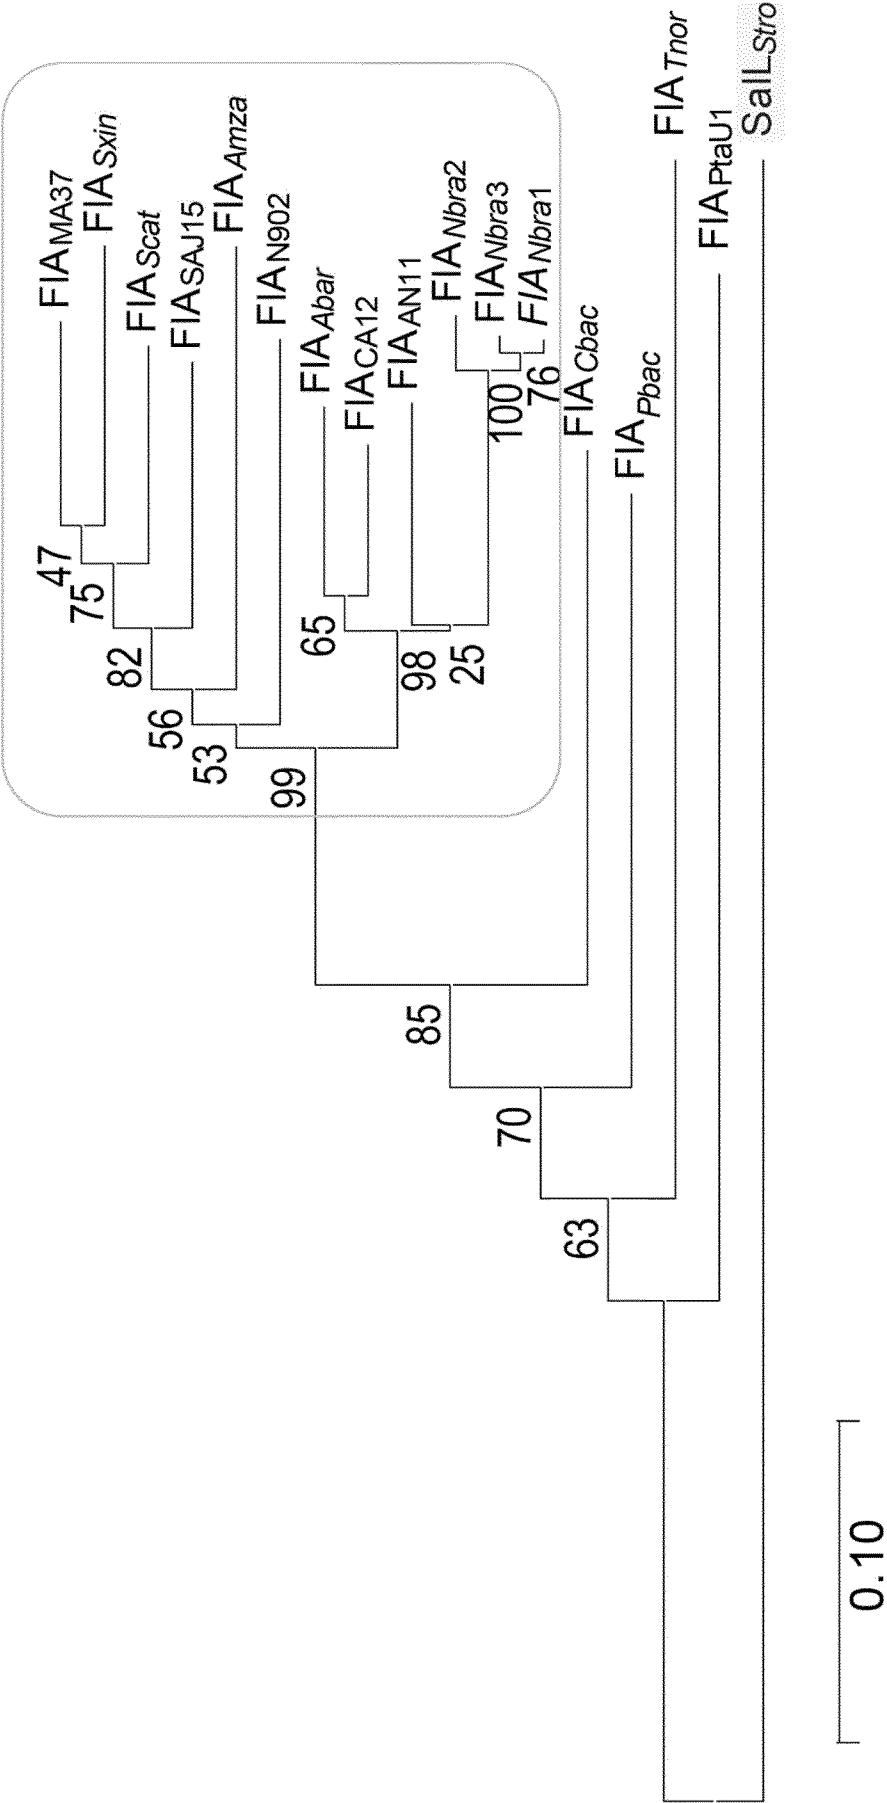 FIAMA37
FIASxin
FIAScat
FIASAJ15
FIAAmza
FIAN902
FIAAbar
FIACA12
FIAAN11
FIANbra2
FIANbra3
FIANbra1
FIACbac
FIAPbac
FIATnor
FIAPtaU1
SalLStro
47
75
82
56
53
99
65
98
25
100
76
85
70
63
0.10